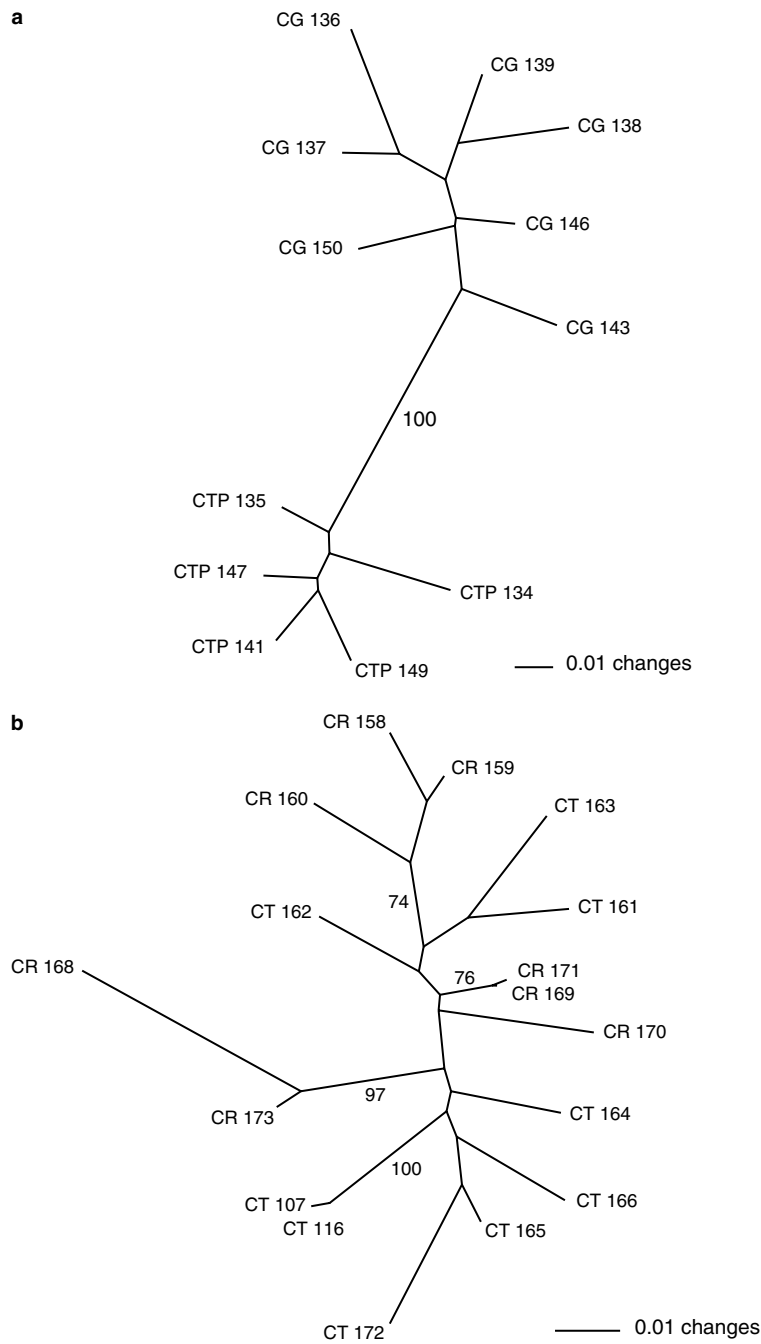 a
CG 136
CG 139
CG 138
CG 137
CG 146
CG 150
CG 143
100
CTP 135
CTP 147
CTP 134
CTP 141
CTP 149
0.01 changes
b
CR 158
CR 159
CR 160
CT 163
74
CT 162
CT 161
CR 168
76
CR 171
CR 169
CR 170
97
CR 173
CT 164
100
CT 107
CT 166
CT 116
CT 165
CT 172
0.01 changes